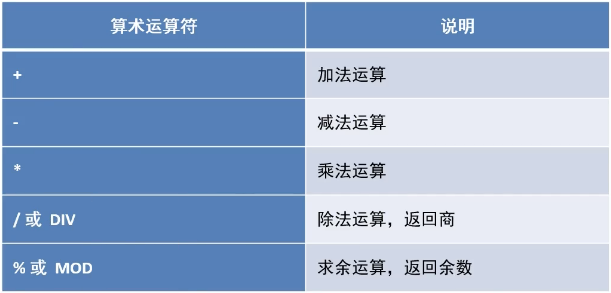 算术运算符 说明
+ 加法运算
- 减法运算
* 乘法运算
/ 或 DIV 除法运算，返回商
% 或 MOD 求余运算，返回余数